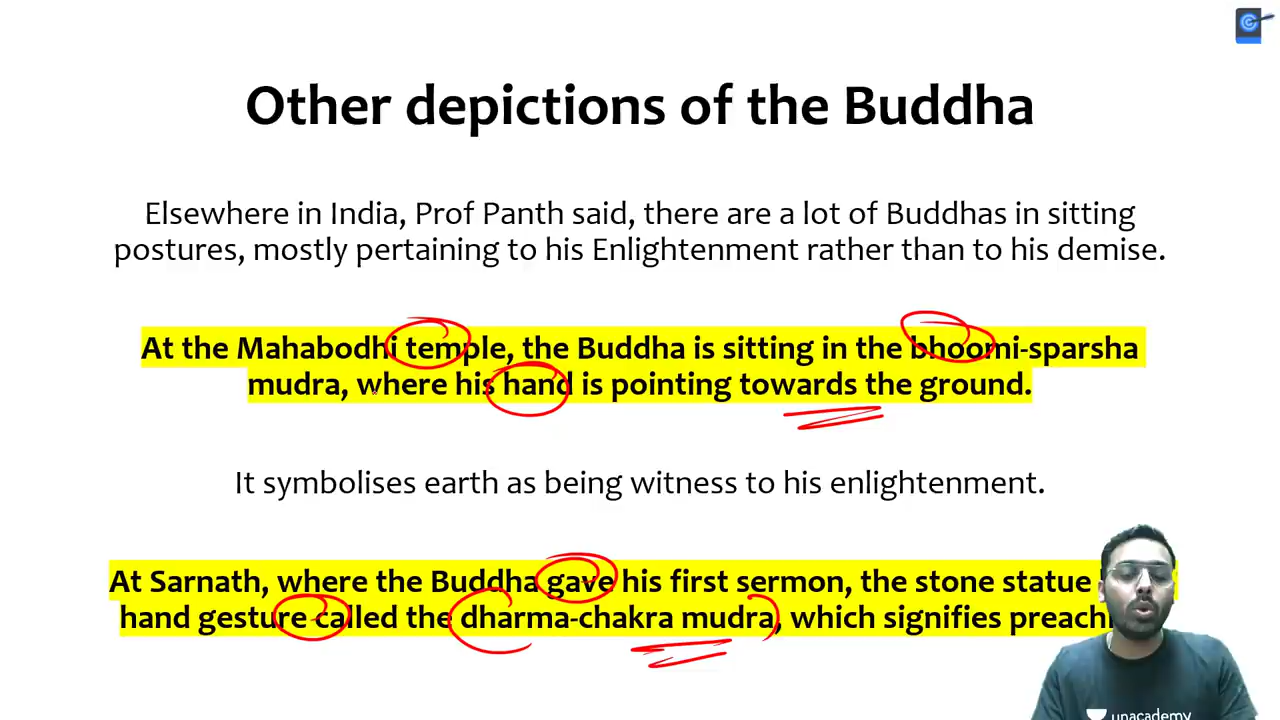 Other depictions of the Buddha
Elsewhere in India, Prof Panth said, there are a lot of Buddhas in sitting
postures, mostly pertaining to his Enlightenment rather than to his demise.
At the Mahabodhi temple, the Buddha is sitting in the bhoomi-sparsha
mudra, where his hand is pointing towards the ground.
It symbolises earth as being witness to his enlightenment.
At Sarnath, where the Buddha gave his first sermon, the stone statue
hand gesture called the dharma-chakra mudra, which signifies preachi
unacademy